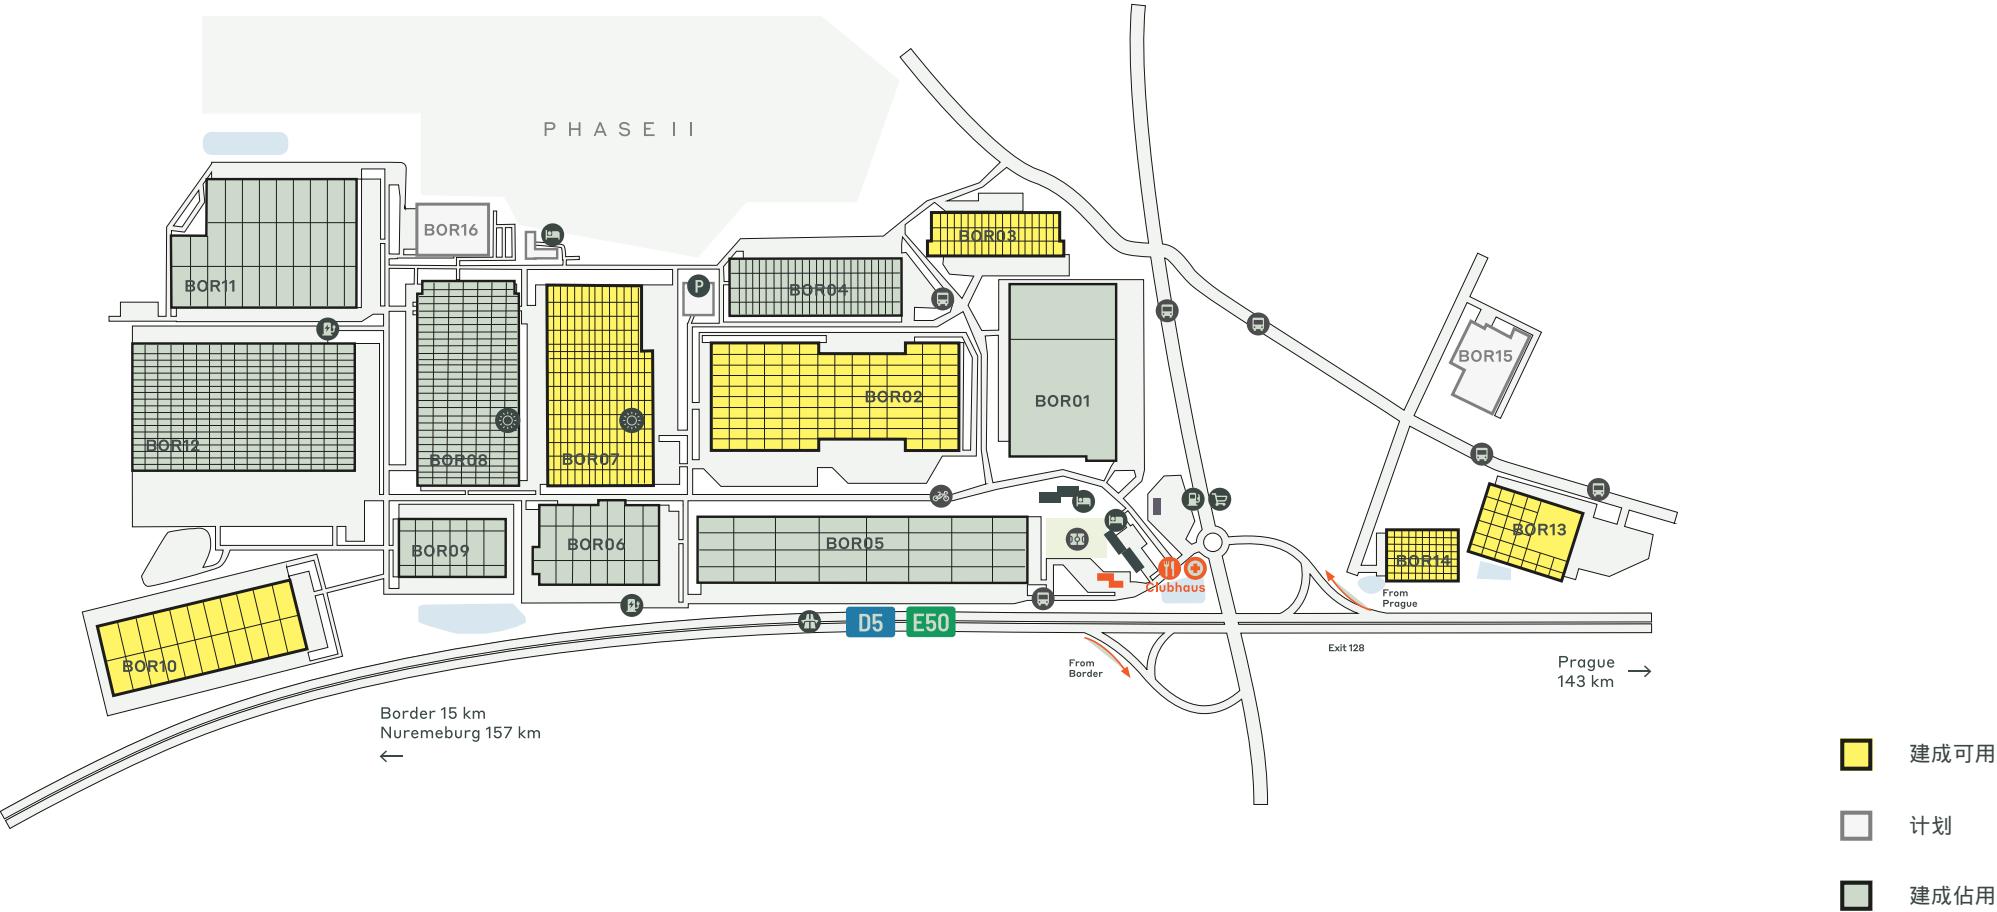 PHASE II
BOR16
BOR03
BOR11
BOR04
P
BOR15
BOR02
BOR01
BOR12
BOR08
BOR07
BOR13
BOR09
BOR06
BOR05
BOR14
Clubhaus
From
Prague
D5
E50
Exit 128
BOR10
From
Border
Prague
143 km
Border 15 km
Nuremeburg 157 km
建成可用
计划
建成佔用